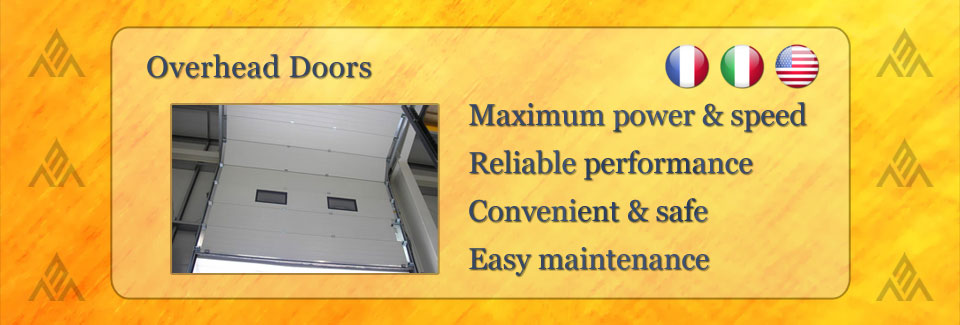 Overhead Doors
Maximum power & speed
Reliable performance
Convenient & safe
Easy maintenance